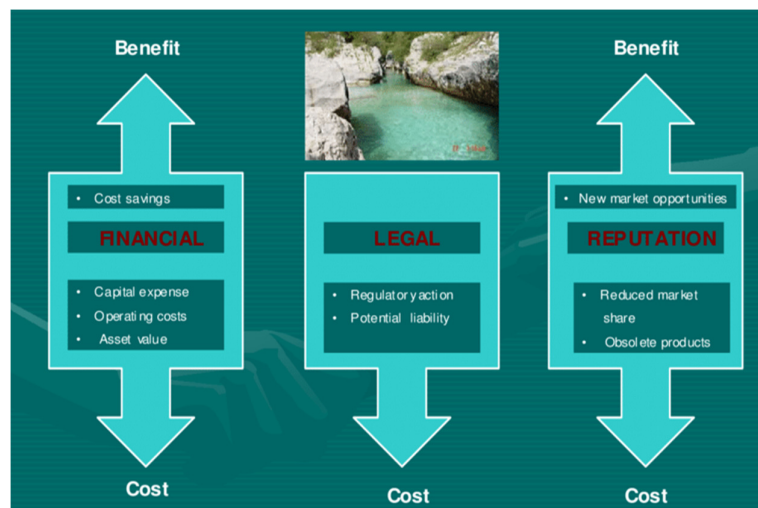 Benefit
• Cost savings
FINANCIAL
• Capital expense
• Operating costs
• Asset value
Cost
LEGAL
• Regulatory action
• Potential liability
Cost
Benefit
• New market opportunities
REPUTATION
• Reduced market
share
• Obsolete products
Cost